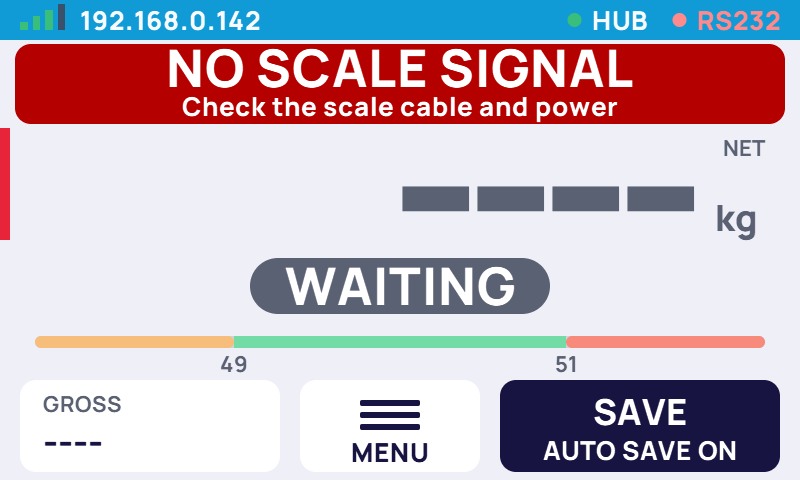 192.168.0.142 HUB RS232
NO SCALE SIGNAL
Check the scale cable and power
NET
---- kg
WAITING
49 51
GROSS
----
MENU
SAVE
AUTO SAVE ON